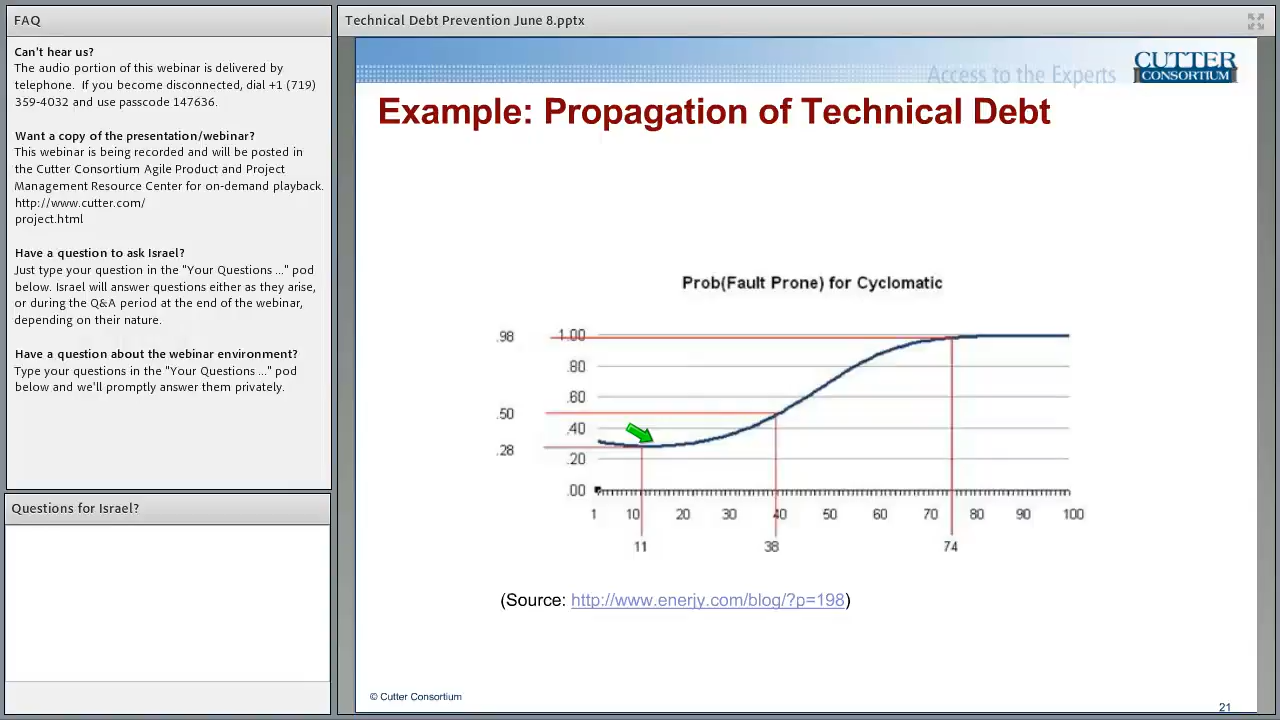 FAQ
Can't hear us?
The audio portion of this webinar is delivered by
telephone.  If you become disconnected, dial +1 (719)
359-4032 and use passcode 147636.
Want a copy of the presentation/webinar?
This webinar is being recorded and will be posted in
the Cutter Consortium Agile Product and Project
Management Resource Center for on-demand playback.
http://www.cutter.com/
project.html
Have a question to ask Israel?
Just type your question in the "Your Questions ..." pod
below. Israel will answer questions either as they arise,
or during the Q&A period at the end of the webinar,
depending on their nature.
Have a question about the webinar environment?
Type your questions in the "Your Questions ..." pod
below and we'll promptly answer them privately.
Questions for Israel?
Technical Debt Prevention June 8.pptx
Access to the Experts
CUTTER
CONSORTIUM
Example: Propagation of Technical Debt
Prob(Fault Prone) for Cyclomatic
.98 1.00
.80
.60
.50
.40
.28
.20
.00
1 10 20 30 40 50 60 70 80 90 100
11 38 74
(Source: http://www.enerjy.com/blog/?p=198)
© Cutter Consortium
21